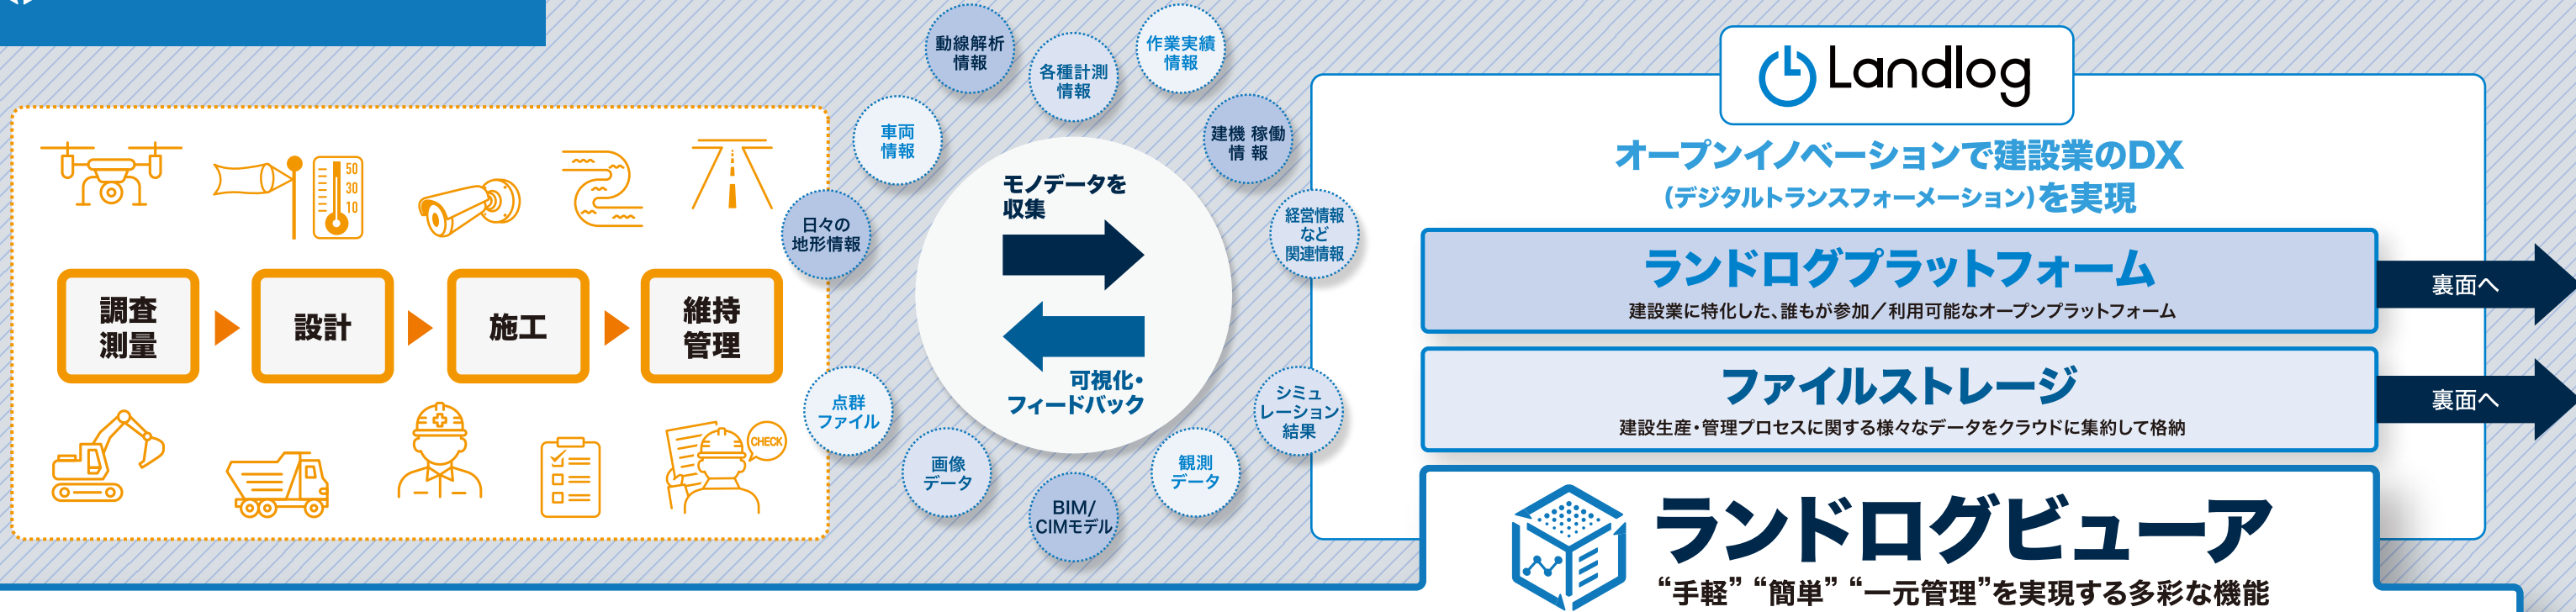 50
30
10
調査
測量
設計
施工
維持
管理
CHECK
動線解析
情報
各種計測
情報
作業実績
情報
車両
情報
建機 稼働
情 報
日々の
地形情報
経営情報
など
関連情報
モノデータを
収集
可視化・
フィードバック
点群
ファイル
シミュ
レーション
結果
画像
データ
観測
データ
BIM/
CIMモデル
Landlog
オープンイノベーションで建設業のDX
（デジタルトランスフォーメーション）を実現
ランドログプラットフォーム
建設業に特化した、誰もが参加／利用可能なオープンプラットフォーム
裏面へ
ファイルストレージ
建設生産・管理プロセスに関する様々なデータをクラウドに集約して格納
裏面へ
ランドログビューア
“手軽” “簡単” “一元管理”を実現する多彩な機能